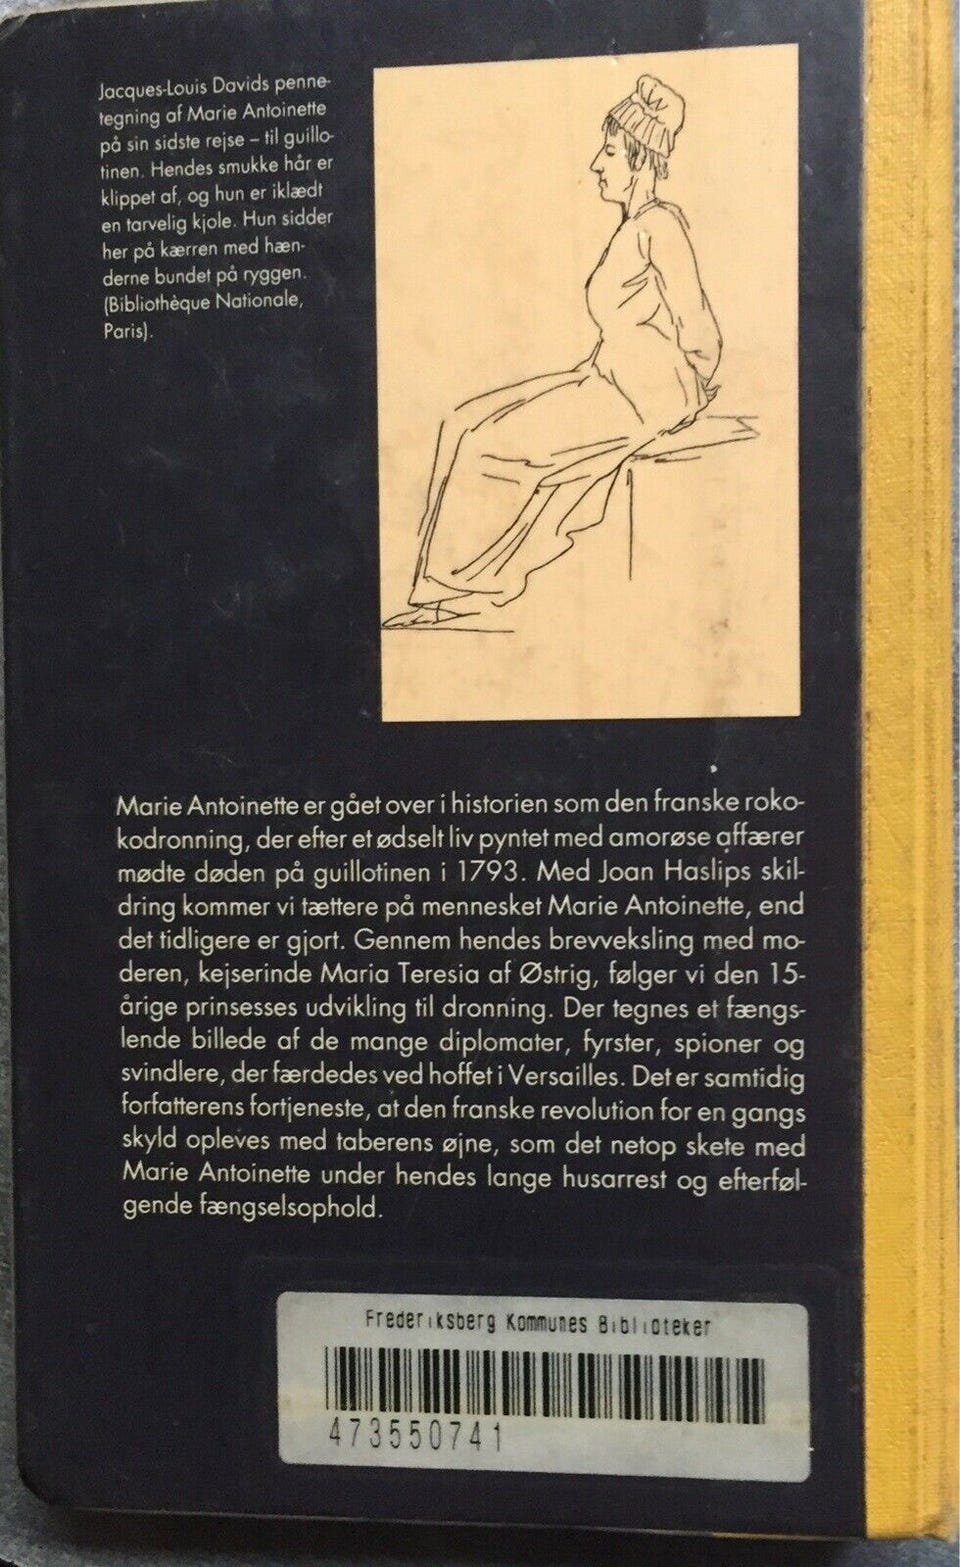 Jacques-Louis Davids penne-
tegning af Marie Antoinette
på sin sidste rejse – til guillo-
tinen. Hendes smukke hår er
klippet af, og hun er iklædt
en tarvelig kjole. Hun sidder
her på kærren med hæn-
derne bundet på ryggen.
(Bibliothèque Nationale,
Paris).
Marie Antoinette er gået over i historien som den franske roko-
kodronning, der efter et ødselt liv pyntet med amorøse affærer
mødte døden på guillotinen i 1793. Med Joan Haslips skil-
dring kommer vi tættere på mennesket Marie Antoinette, end
det tidligere er gjort. Gennem hendes brevveksling med mo-
deren, kejserinde Maria Teresia af Østrig, følger vi den 15-
årige prinsesses udvikling til dronning. Der tegnes et fængs-
lende billede af de mange diplomater, fyrster, spioner og
svindlere, der færdedes ved hoffet i Versailles. Det er samtidig
forfatterens fortjeneste, at den franske revolution for en gangs
skyld opleves med taberens øjne, som det netop skete med
Marie Antoinette under hendes lange husarrest og efterføl-
gende fængselsophold.
Frederiksberg Kommunes Biblioteker
473550741